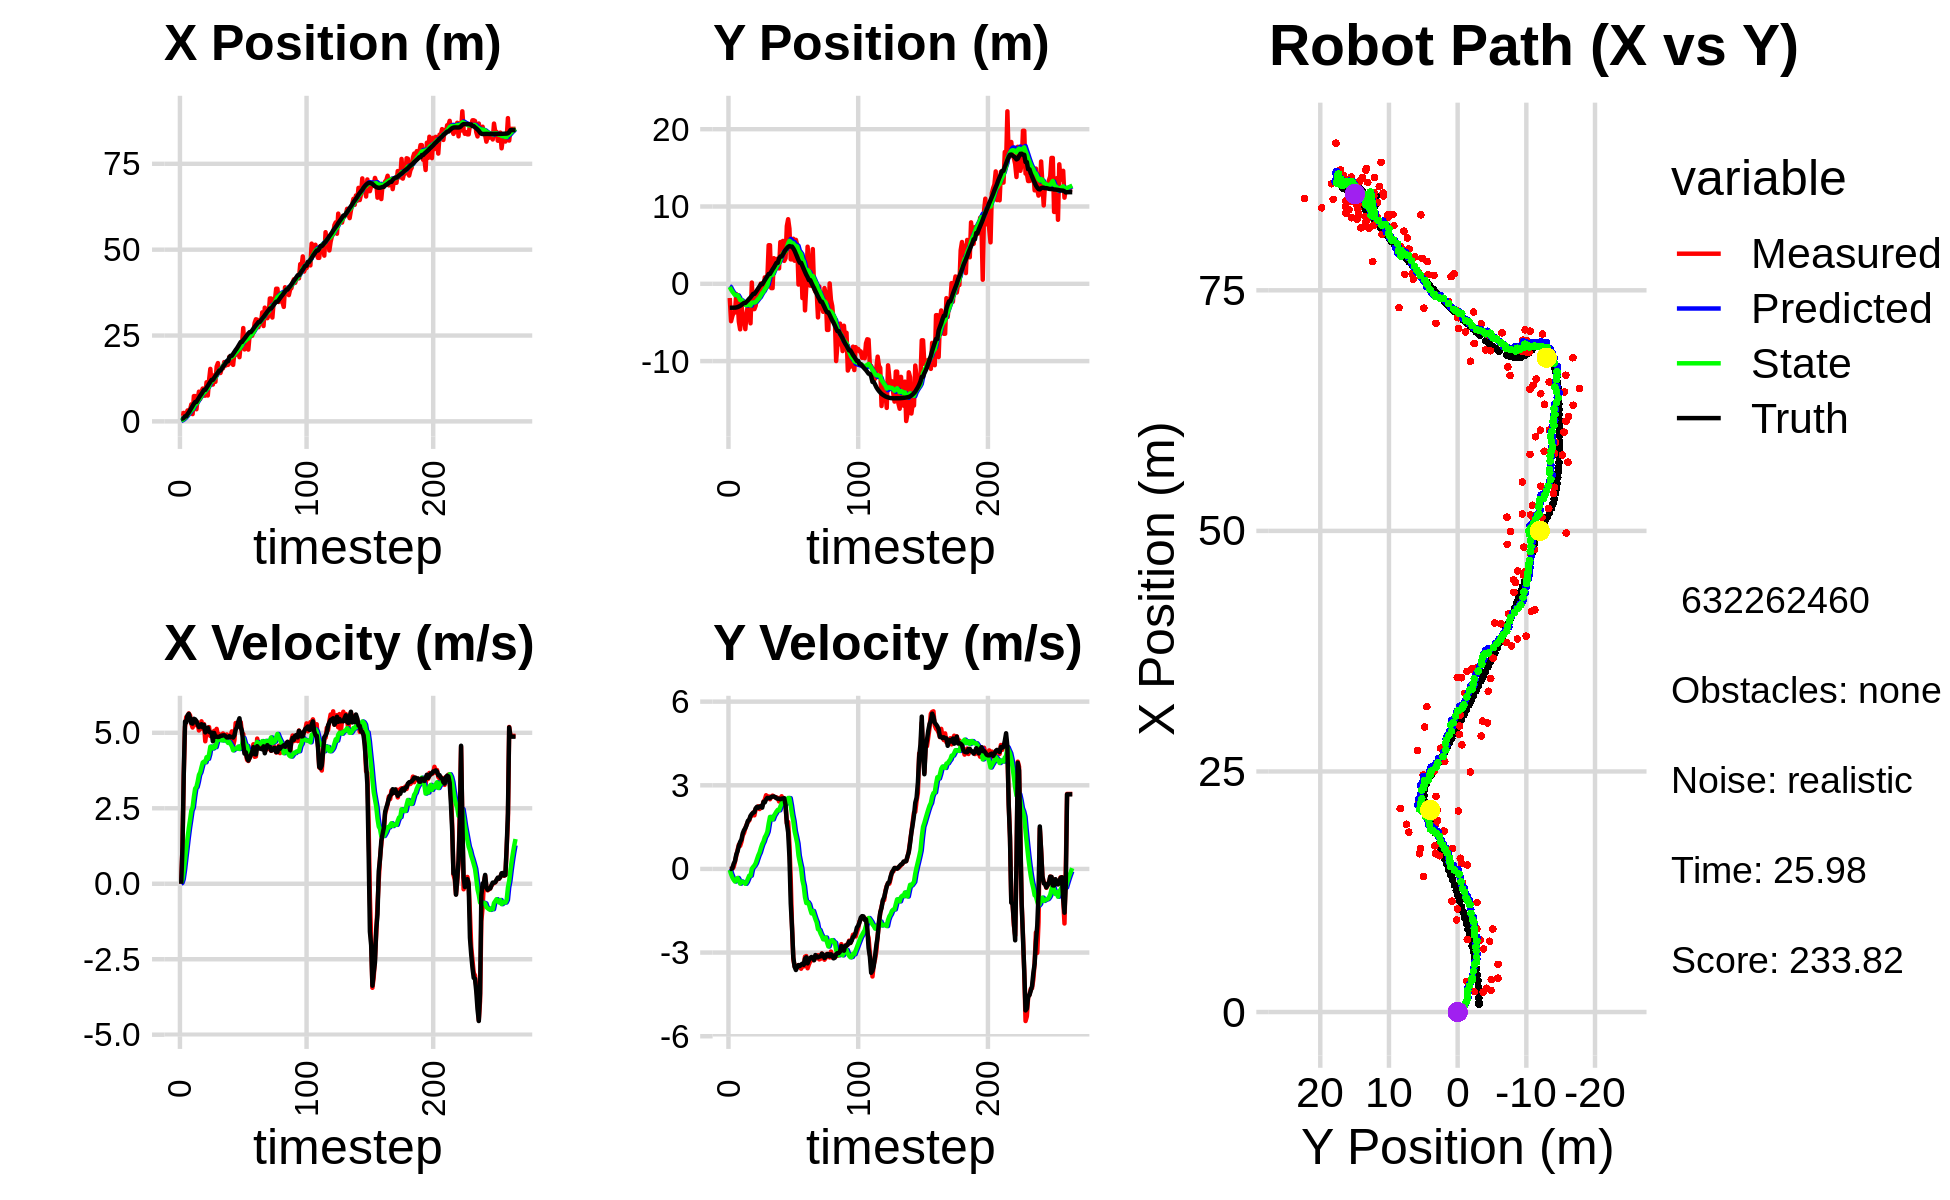 X Position (m)
75
50
25
0
0
100
200
timestep
Y Position (m)
20
10
0
-10
0
100
200
timestep
X Velocity (m/s)
5.0
2.5
0.0
-2.5
-5.0
0
100
200
timestep
Y Velocity (m/s)
6
3
0
-3
-6
0
100
200
timestep
Robot Path (X vs Y)
X Position (m)
75
50
25
0
20 10 0 -10 -20
Y Position (m)
variable
Measured
Predicted
State
Truth
632262460
Obstacles: none
Noise: realistic
Time: 25.98
Score: 233.82